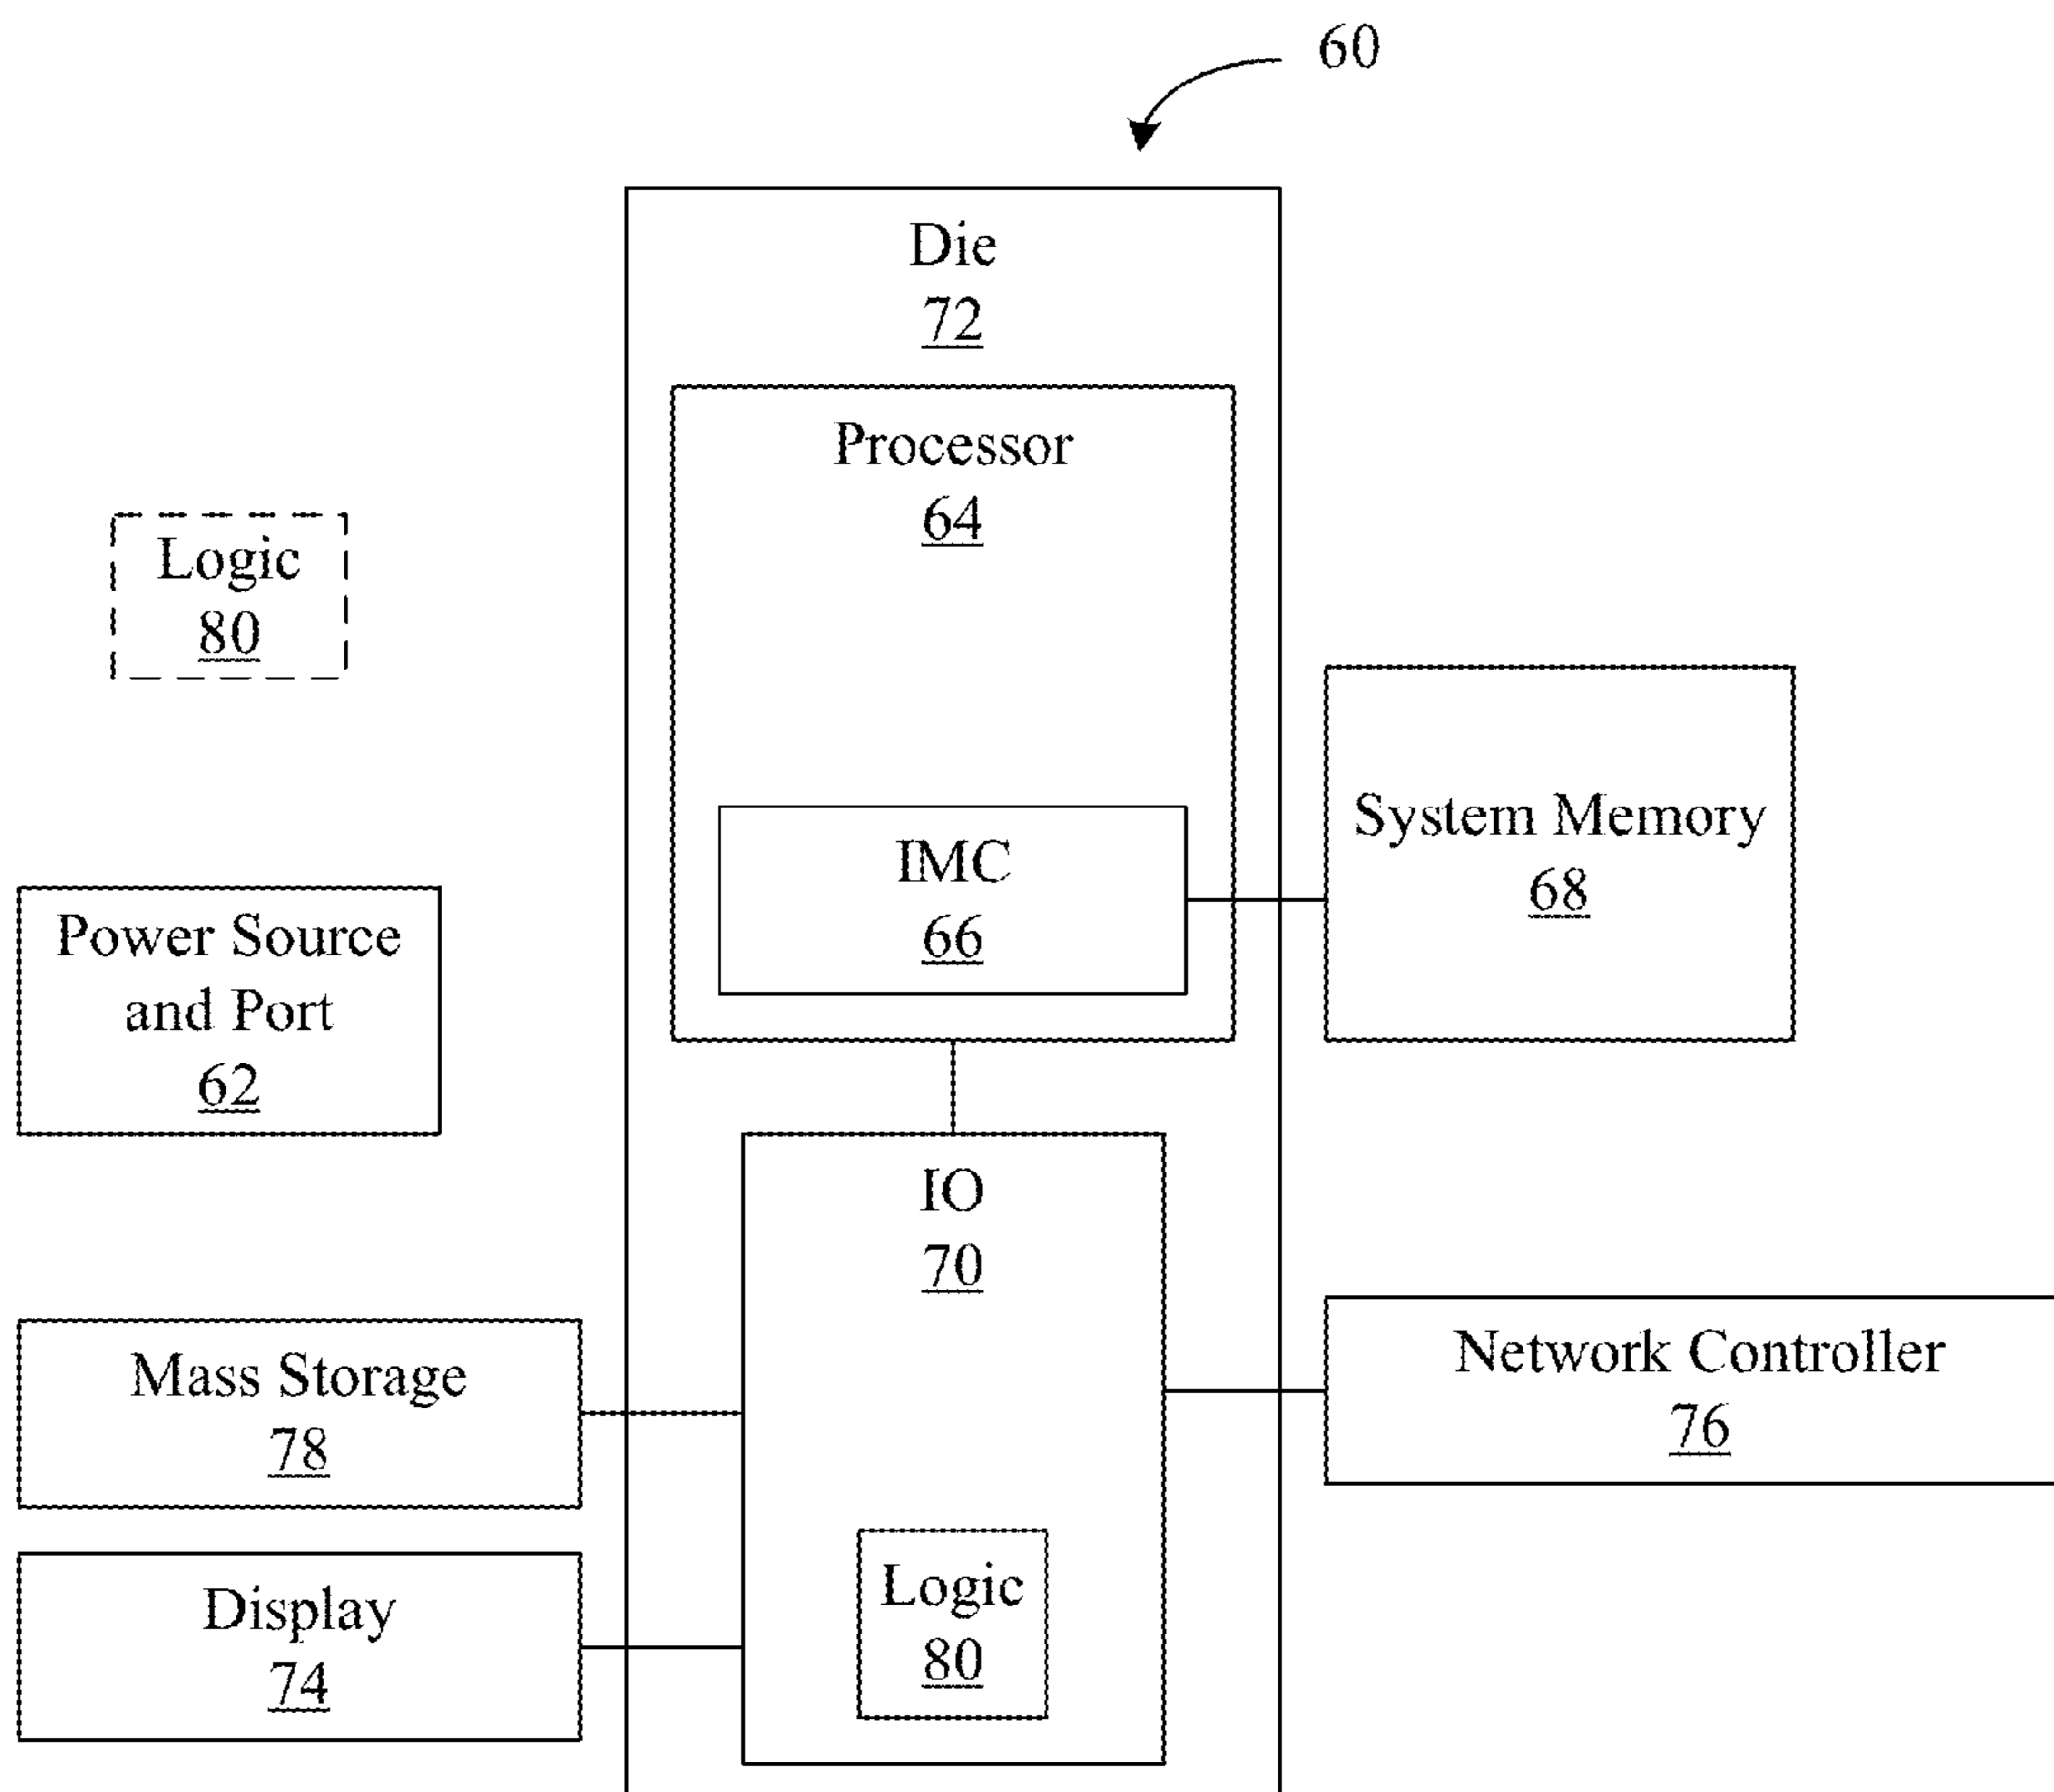 60
Die
72
Processor
64
Logic
80
IMC
66
System Memory
68
Power Source
and Port
62
IO
70
Mass Storage
78
Network Controller
76
Display
74
Logic
80